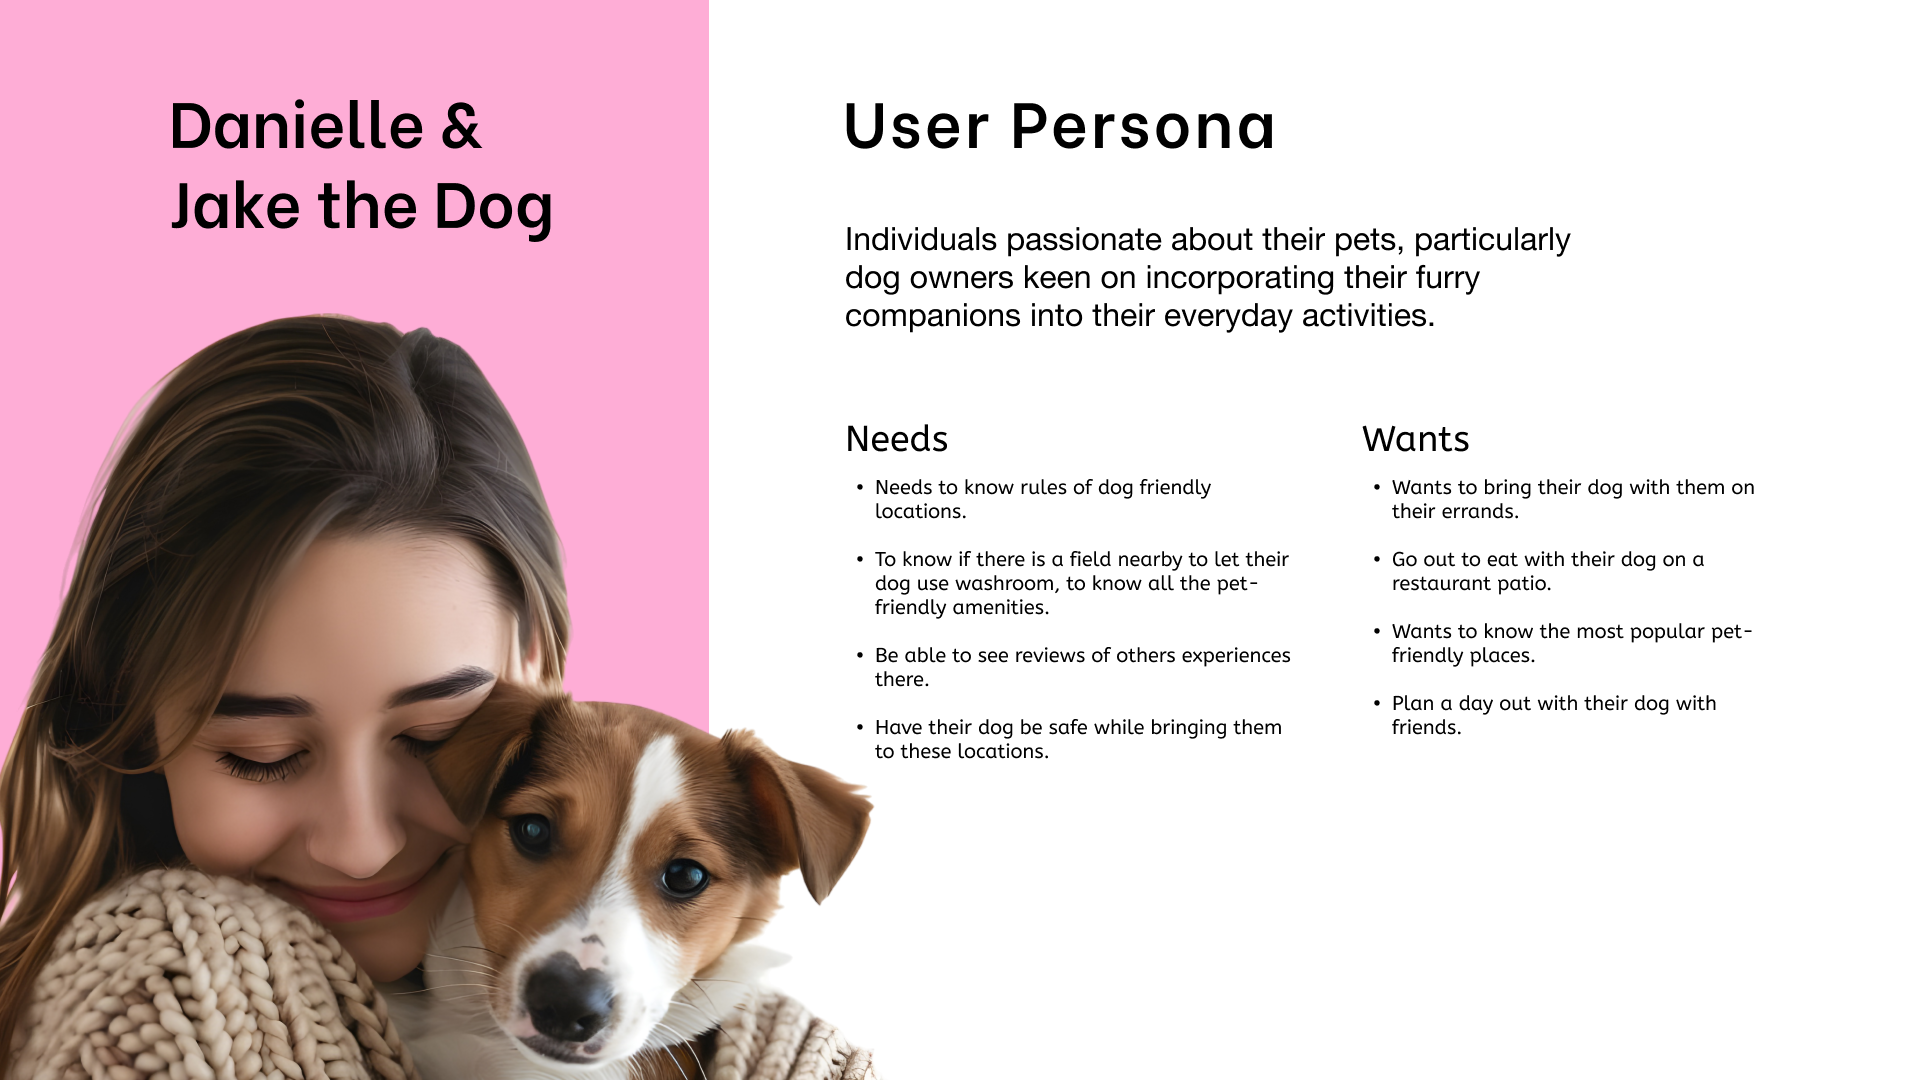 Danielle &
Jake the Dog
User Persona
Individuals passionate about their pets, particularly
dog owners keen on incorporating their furry
companions into their everyday activities.
Needs
• Needs to know rules of dog friendly
locations.
• To know if there is a field nearby to let their
dog use washroom, to know all the pet-
friendly amenities.
• Be able to see reviews of others experiences
there.
• Have their dog be safe while bringing them
to these locations.
Wants
• Wants to bring their dog with them on
their errands.
• Go out to eat with their dog on a
restaurant patio.
• Wants to know the most popular pet-
friendly places.
• Plan a day out with their dog with
friends.